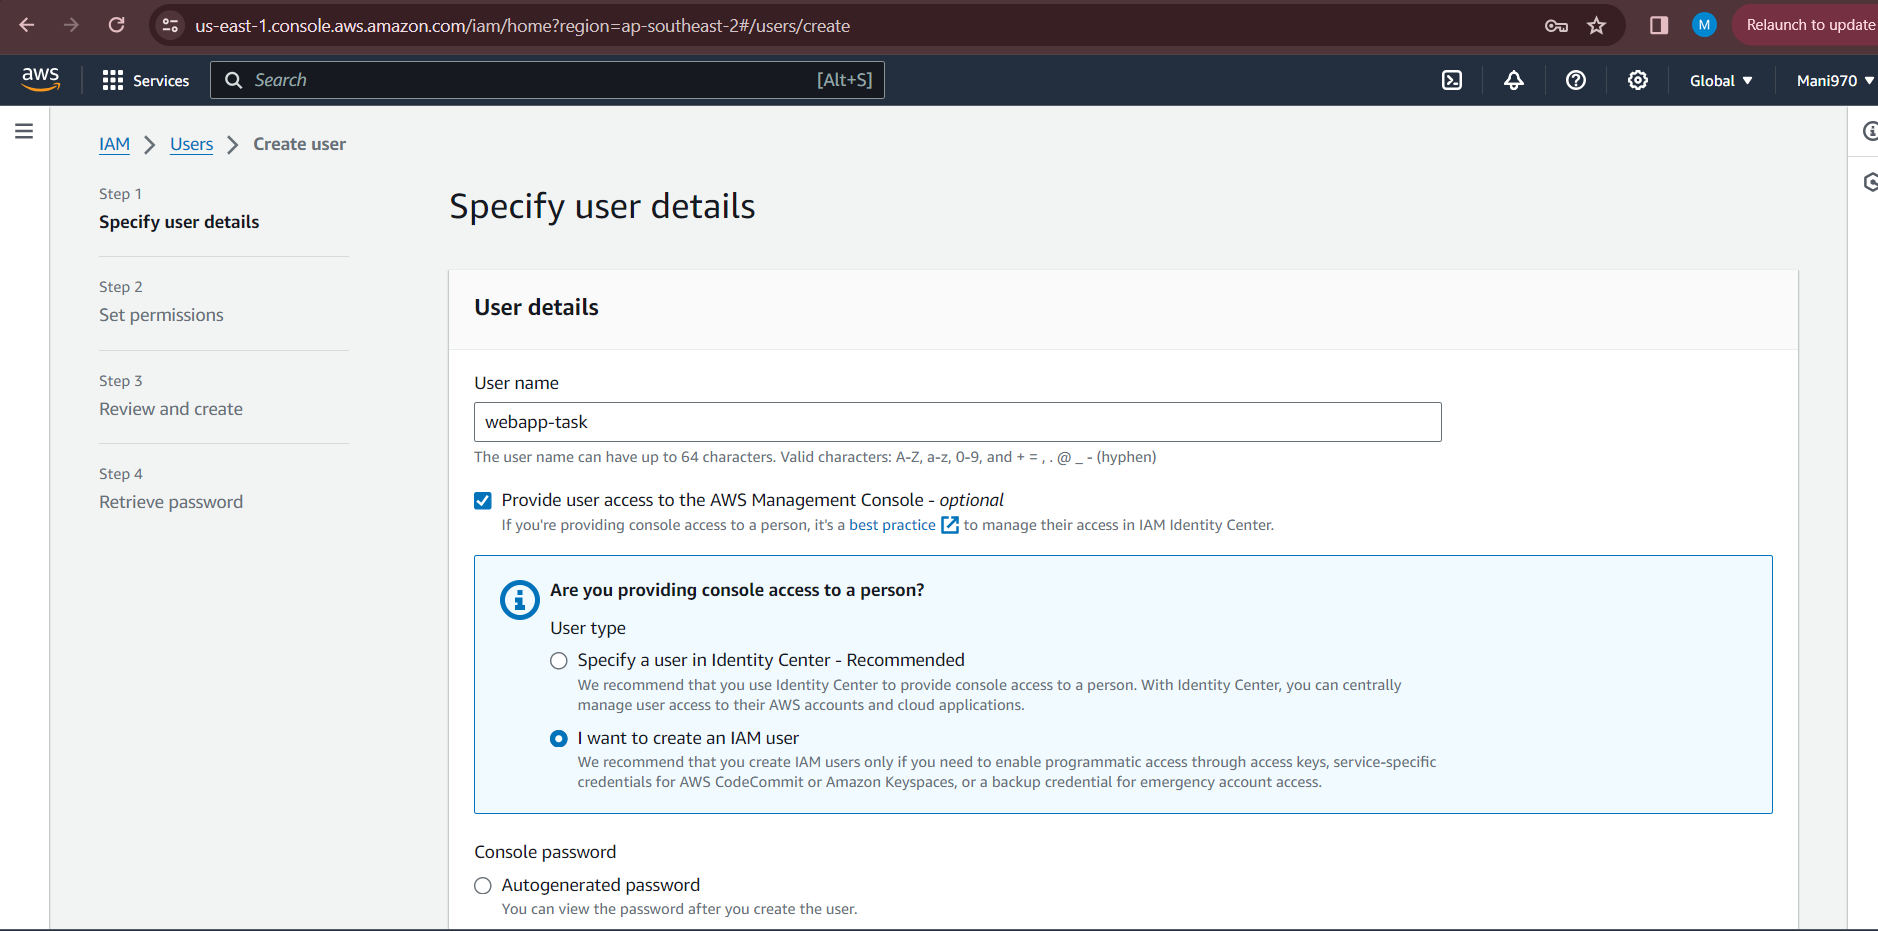 us-east-1.console.aws.amazon.com/iam/home?region=ap-southeast-2#/users/create
M
Relaunch to update
aws
Services
Search
[Alt+S]
Global
Mani970
IAM > Users > Create user
Step 1
Specify user details
Step 2
Set permissions
Step 3
Review and create
Step 4
Retrieve password
Specify user details
User details
User name
webapp-task
The user name can have up to 64 characters. Valid characters: A-Z, a-z, 0-9, and + = , . @ _ - (hyphen)
Provide user access to the AWS Management Console - optional
If you're providing console access to a person, it's a best practice to manage their access in IAM Identity Center.
Are you providing console access to a person?
User type
Specify a user in Identity Center - Recommended
We recommend that you use Identity Center to provide console access to a person. With Identity Center, you can centrally
manage user access to their AWS accounts and cloud applications.
I want to create an IAM user
We recommend that you create IAM users only if you need to enable programmatic access through access keys, service-specific
credentials for AWS CodeCommit or Amazon Keyspaces, or a backup credential for emergency account access.
Console password
Autogenerated password
You can view the password after you create the user.